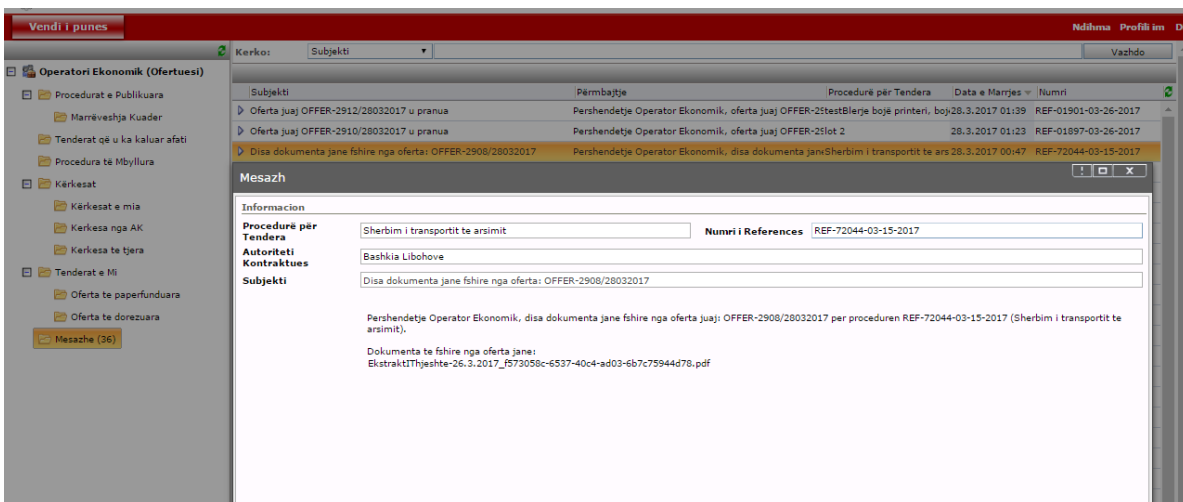 Vendi i punes
Ndihma Profili im D
Kerko: Subjekti Vazhdo
Operatori Ekonomik (Ofertuesi)
Procedurat e Publikuara
Marrëveshja Kuader
Tenderat që u ka kaluar afati
Procedura të Mbyllura
Kërkesat
Kërkesat e mia
Kerkesa nga AK
Kerkesa te tjera
Tenderat e Mi
Oferta te paperfunduara
Oferta te dorezuara
Mesazhe (36)
Subjekti Përmbajtje Procedurë për Tendera Data e Marrjes Numri
Oferta juaj OFFER-2912/28032017 u pranua Pershendetje Operator Ekonomik, oferta juaj OFFER-29 testBlerje bojë printeri, boj 28.3.2017 01:39 REF-01901-03-26-2017
Oferta juaj OFFER-2910/28032017 u pranua Pershendetje Operator Ekonomik, oferta juaj OFFER-29 lot 2 28.3.2017 01:23 REF-01897-03-26-2017
Disa dokumenta jane fshire nga oferta: OFFER-2908/28032017 Pershendetje Operator Ekonomik, disa dokumenta jane Sherbim i transportit te ars 28.3.2017 00:47 REF-72044-03-15-2017
Mesazh
Informacion
Procedurë për Tendera Sherbim i transportit te arsimit Numri i References REF-72044-03-15-2017
Autoriteti Kontraktues Bashkia Libohove
Subjekti Disa dokumenta jane fshire nga oferta: OFFER-2908/28032017
Pershendetje Operator Ekonomik, disa dokumenta jane fshire nga oferta juaj: OFFER-2908/28032017 per proceduren REF-72044-03-15-2017 (Sherbim i transportit te
arsimit).
Dokumenta te fshire nga oferta jane:
EkstraktIThjeshte-26.3.2017_f573058c-6537-40c4-ad03-6b7c75944d78.pdf